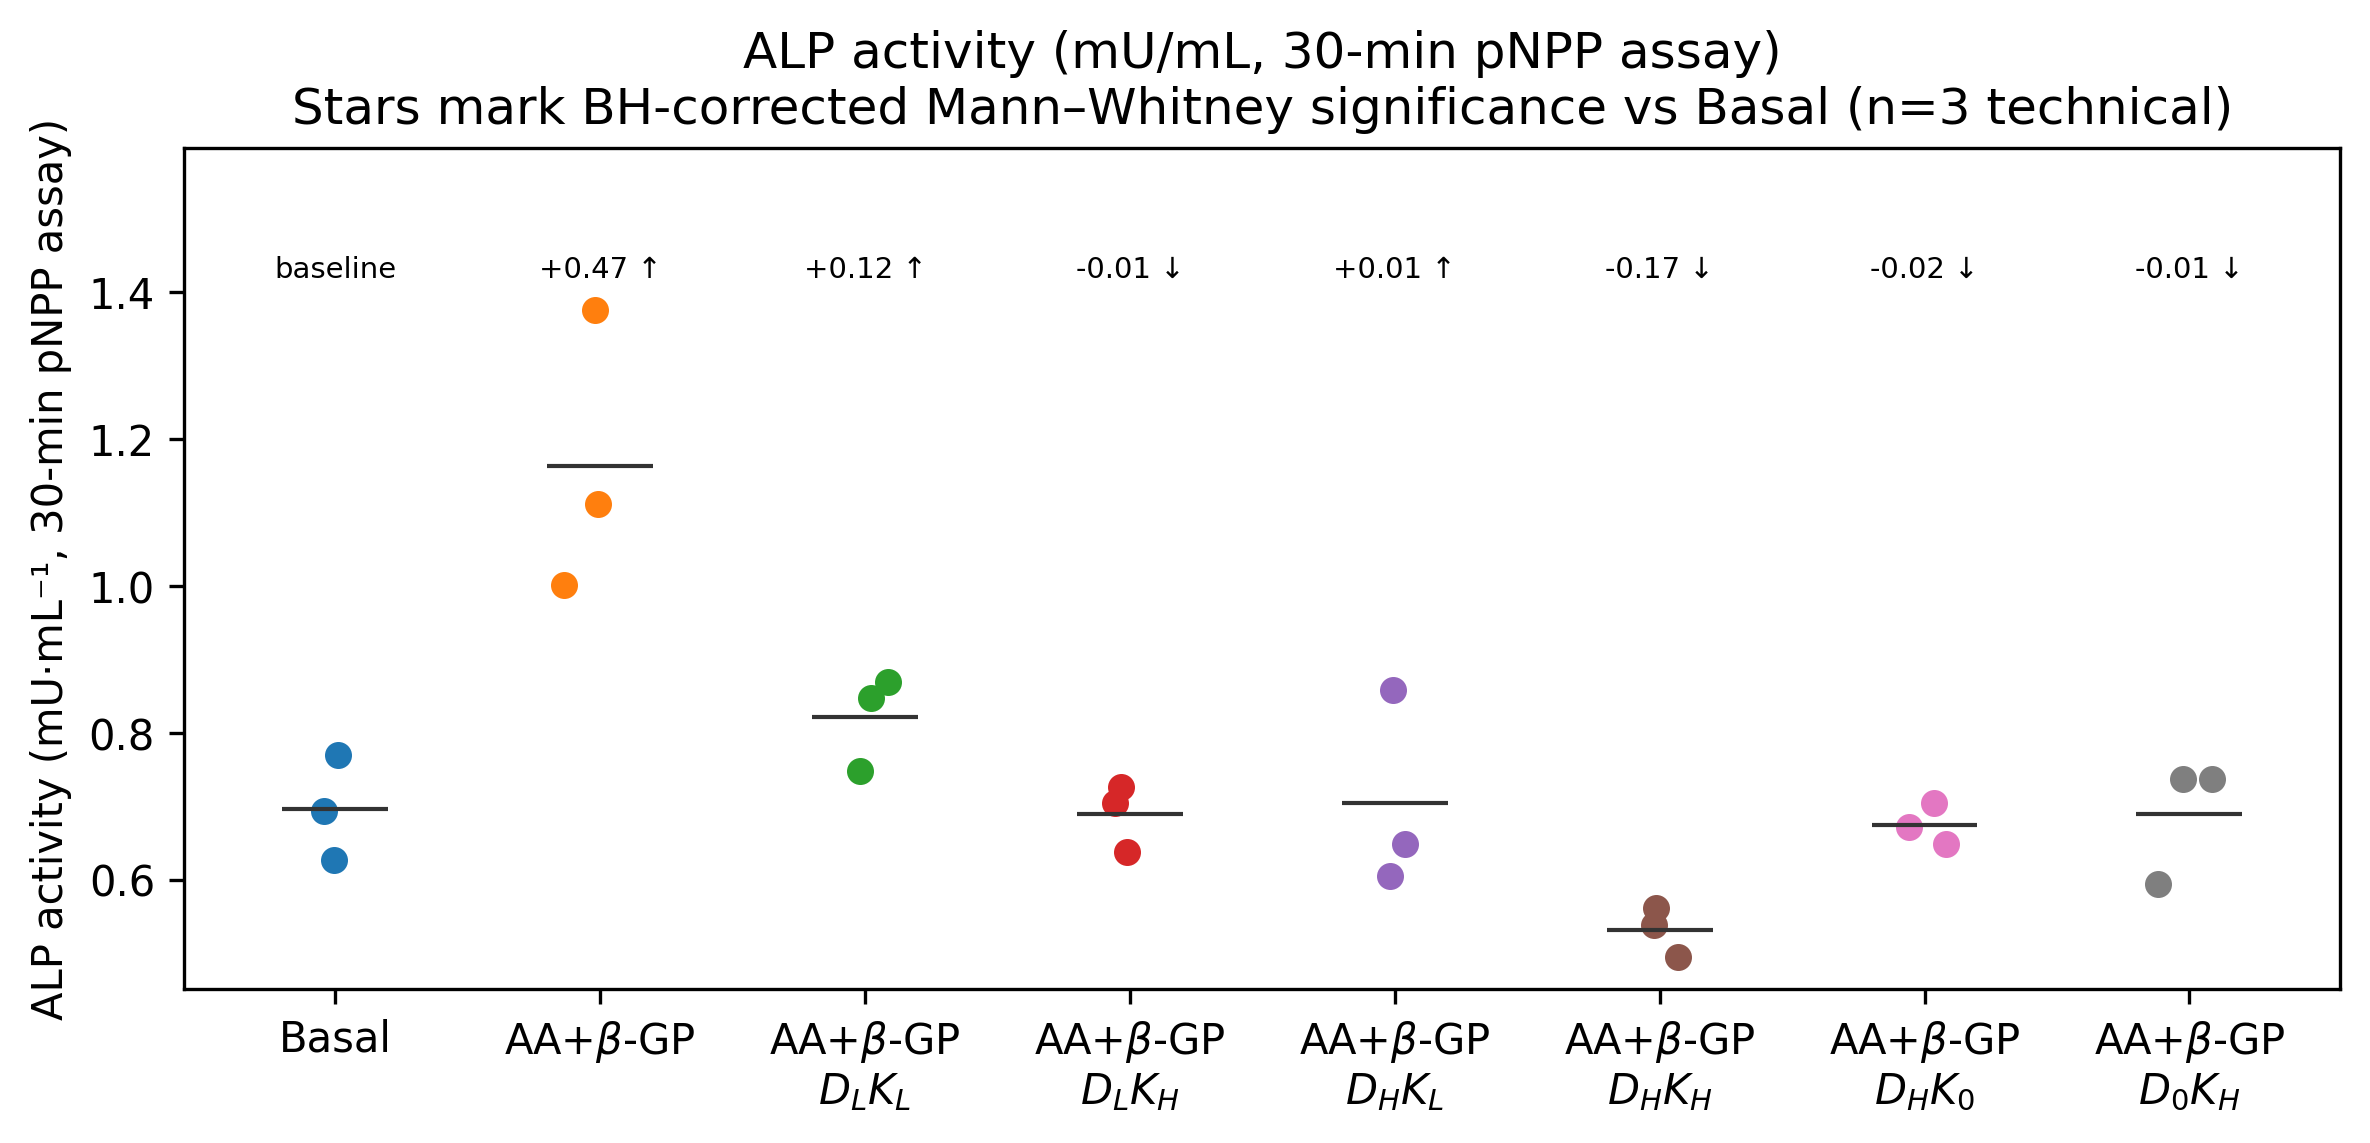 ALP activity (mU/mL, 30-min pNPP assay)
Stars mark BH-corrected Mann–Whitney significance vs Basal (n=3 technical)
ALP activity (mU·mL⁻¹, 30-min pNPP assay)
baseline +0.47 ↑ +0.12 ↑ -0.01 ↓ +0.01 ↑ -0.17 ↓ -0.02 ↓ -0.01 ↓
1.4
1.2
1.0
0.8
0.6
Basal AA+β-GP AA+β-GP AA+β-GP AA+β-GP AA+β-GP AA+β-GP AA+β-GP
D_LK_L D_LK_H D_HK_L D_HK_H D_HK_0 D_0K_H